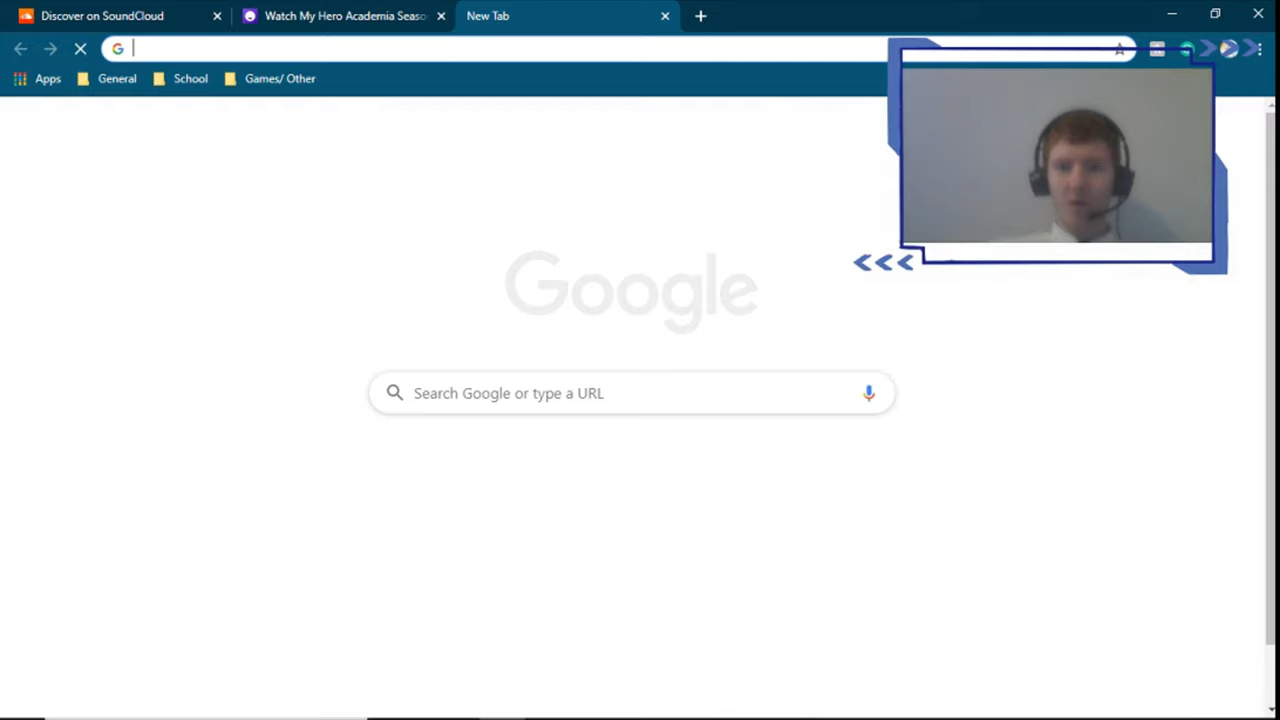 Discover on SoundCloud
Watch My Hero Academia Seaso
New Tab
Apps
General
School
Games/ Other
Google
Search Google or type a URL